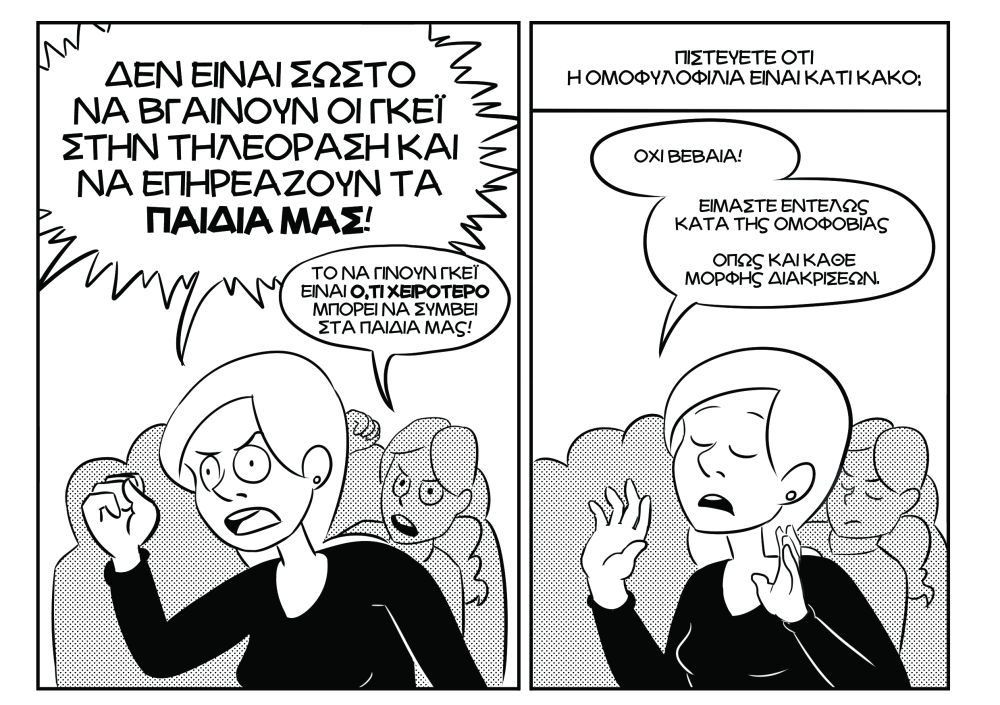 ΔΕΝ ΕΙΝΑΙ ΣΩΣΤΟ
ΝΑ ΒΓΑΙΝΟΥΝ ΟΙ ΓΚΕΪ
ΣΤΗΝ ΤΗΛΕΟΡΑΣΗ ΚΑΙ
ΝΑ ΕΠΗΡΕΑΖΟΥΝ ΤΑ
ΠΑΙΔΙΑ ΜΑΣ!
ΤΟ ΝΑ ΓΙΝΟΥΝ ΓΚΕΪ
ΕΙΝΑΙ Ο,ΤΙ ΧΕΙΡΟΤΕΡΟ
ΜΠΟΡΕΙ ΝΑ ΣΥΜΒΕΙ
ΣΤΑ ΠΑΙΔΙΑ ΜΑς!
ΠΙΣΤΕΥΕΤΕ ΟΤΙ
Η ΟΜΟΦΥΛΟΦΙΛΙΑ ΕΙΝΑΙ ΚΑΤΙ ΚΑΚΟ;
ΟΧΙ ΒΕΒΑΙΑ!
ΕΙΜΑΣΤΕ ΕΝΤΕΛΩς
ΚΑΤΑ ΤΗς ΟΜΟΦΟΒΙΑς
ΟΠΩς ΚΑΙ ΚΑΘΕ
ΜΟΡΦΗς ΔΙΑΚΡΙΣΕΩΝ.